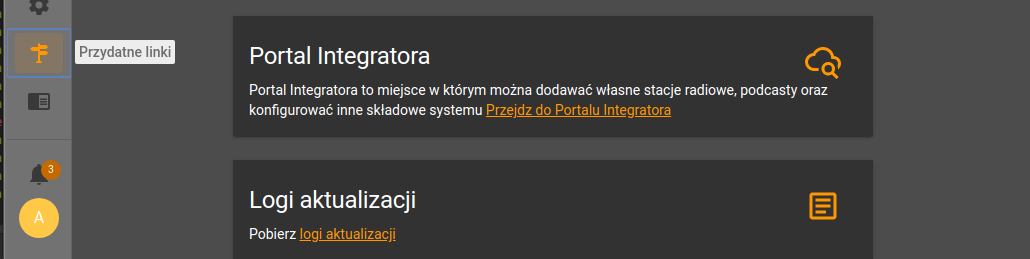 Przydatne linki
Portal Integratora
Portal Integratora to miejsce w którym można dodawać własne stacje radiowe, podcasty oraz
konfigurować inne składowe systemu Przejdz do Portalu Integratora
3
A
Logi aktualizacji
Pobierz logi aktualizacji